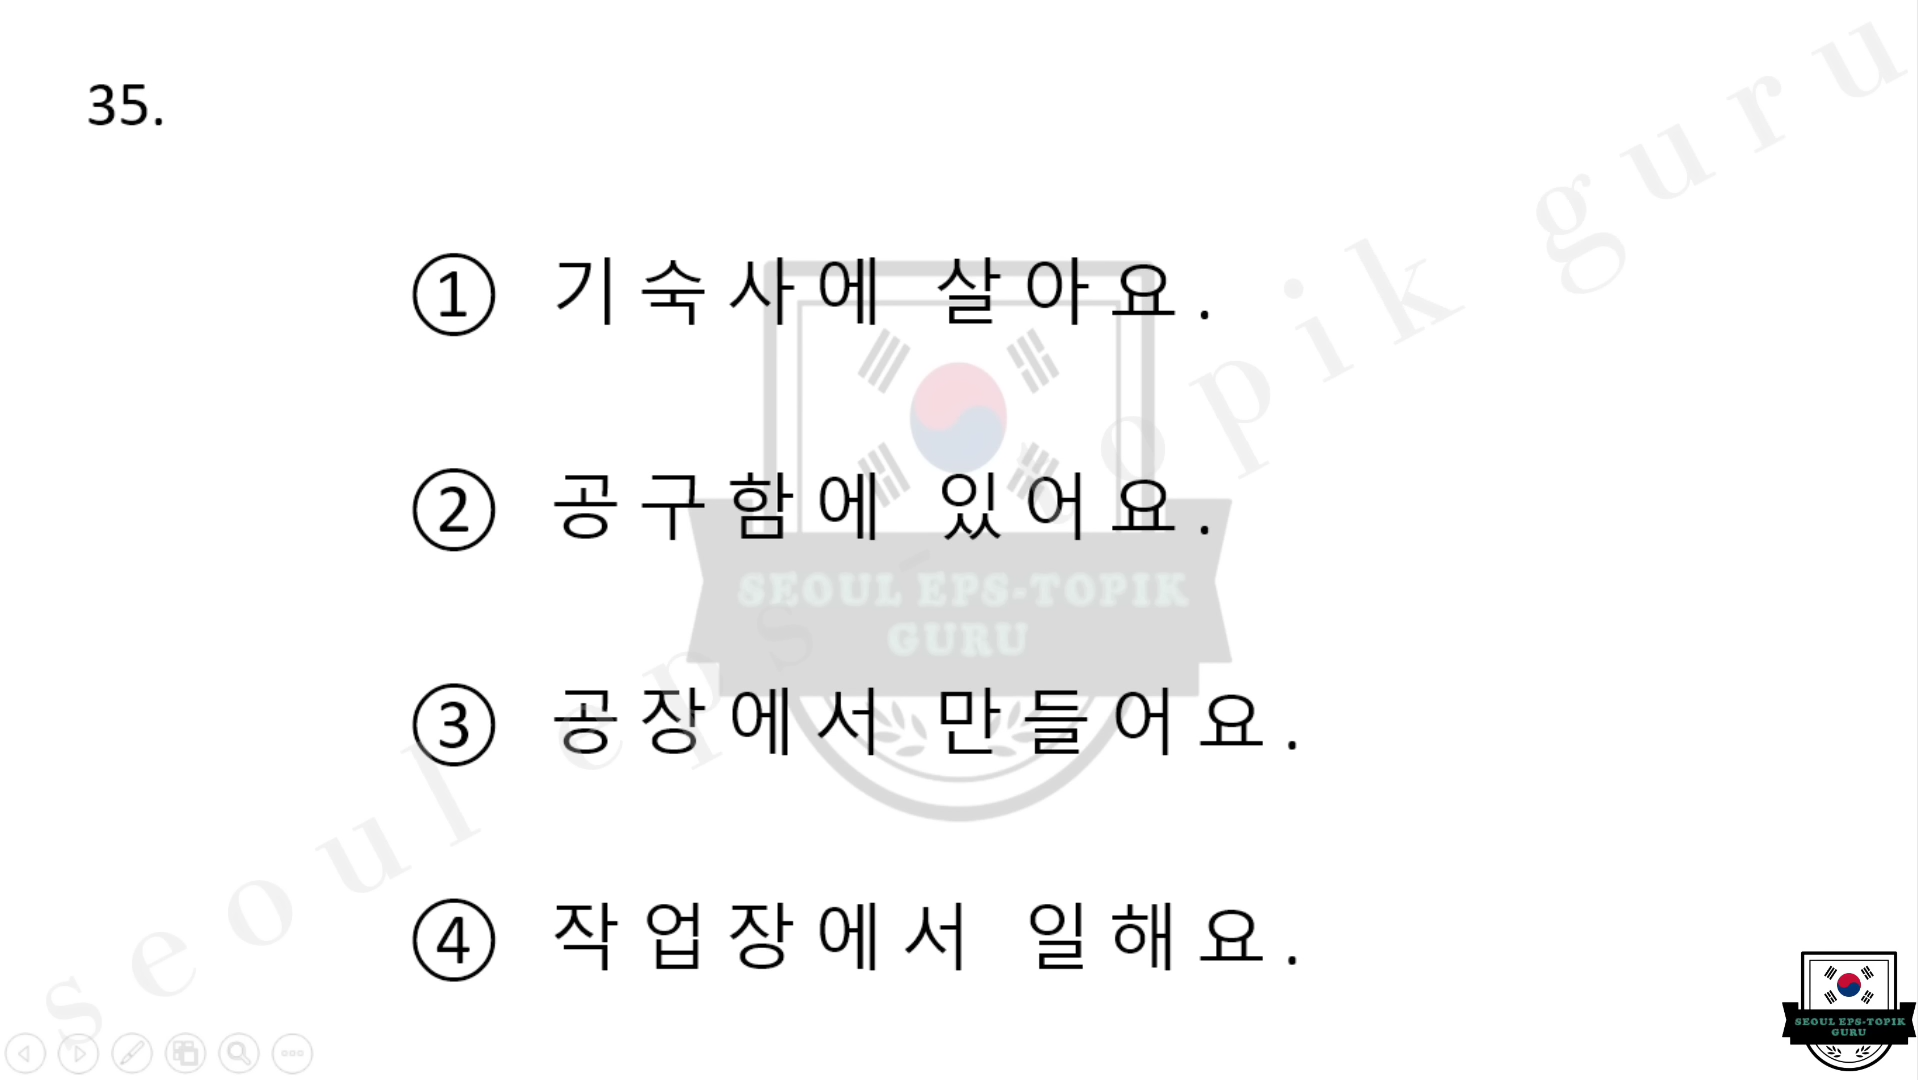 35.
① 기숙사에 살아요.
② 공구함에 있어요.
③ 공장에서 만들어요.
④ 작업장에서 일해요.
SEOUL EPS-TOPIK
GURU
seoul eps-topik guru
SEOUL EPS-TOPIK
GURU